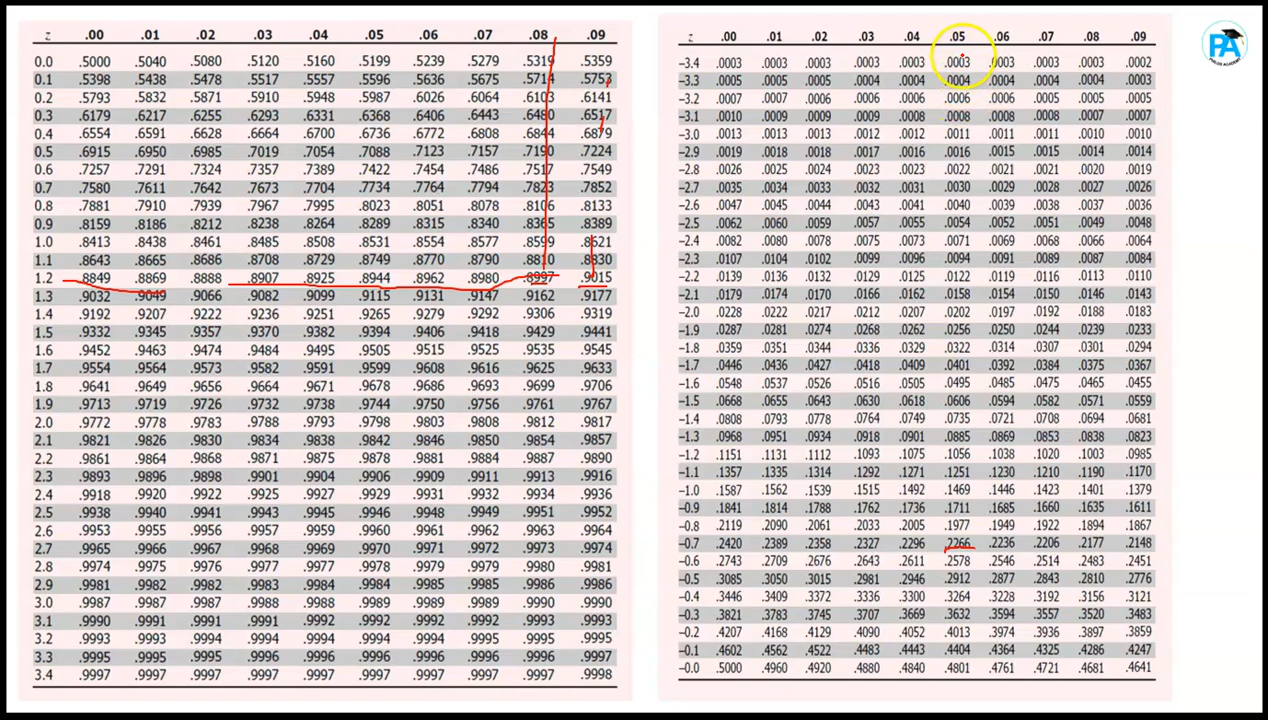 z .00 .01 .02 .03 .04 .05 .06 .07 .08 .09
0.0 .5000 .5040 .5080 .5120 .5160 .5199 .5239 .5279 .5319 .5359
0.1 .5398 .5438 .5478 .5517 .5557 .5596 .5636 .5675 .5714 .5752
0.2 .5793 .5832 .5871 .5910 .5948 .5987 .6026 .6064 .6103 .6141
0.3 .6179 .6217 .6255 .6293 .6331 .6368 .6406 .6443 .6480 .6517
0.4 .6554 .6591 .6628 .6664 .6700 .6736 .6772 .6808 .6844 .6879
0.5 .6915 .6950 .6985 .7019 .7054 .7088 .7123 .7157 .7190 .7224
0.6 .7257 .7291 .7324 .7357 .7389 .7422 .7454 .7486 .7517 .7549
0.7 .7580 .7611 .7642 .7673 .7704 .7734 .7764 .7794 .7823 .7852
0.8 .7881 .7910 .7939 .7967 .7995 .8023 .8051 .8078 .8106 .8133
0.9 .8159 .8186 .8212 .8238 .8264 .8289 .8315 .8340 .8365 .8389
1.0 .8413 .8438 .8461 .8485 .8508 .8531 .8554 .8577 .8599 .8621
1.1 .8643 .8665 .8686 .8708 .8729 .8749 .8770 .8790 .8810 .8830
1.2 .8849 .8869 .8888 .8907 .8925 .8944 .8962 .8980 .8997 .9015
1.3 .9032 .9049 .9066 .9082 .9099 .9115 .9131 .9147 .9162 .9177
1.4 .9192 .9207 .9222 .9236 .9251 .9265 .9279 .9292 .9306 .9319
1.5 .9332 .9345 .9357 .9370 .9382 .9394 .9406 .9418 .9429 .9441
1.6 .9452 .9463 .9474 .9484 .9495 .9505 .9515 .9525 .9535 .9545
1.7 .9554 .9564 .9573 .9582 .9591 .9599 .9608 .9616 .9625 .9633
1.8 .9641 .9649 .9656 .9664 .9671 .9678 .9686 .9693 .9699 .9706
1.9 .9713 .9719 .9726 .9732 .9738 .9744 .9750 .9756 .9761 .9767
2.0 .9772 .9778 .9783 .9788 .9793 .9798 .9803 .9808 .9812 .9817
2.1 .9821 .9826 .9830 .9834 .9838 .9842 .9846 .9850 .9854 .9857
2.2 .9861 .9864 .9868 .9871 .9875 .9878 .9881 .9884 .9887 .9890
2.3 .9893 .9896 .9898 .9901 .9904 .9906 .9909 .9911 .9913 .9916
2.4 .9918 .9920 .9922 .9925 .9927 .9929 .9931 .9932 .9934 .9936
2.5 .9938 .9940 .9941 .9943 .9945 .9946 .9948 .9949 .9951 .9952
2.6 .9953 .9955 .9956 .9957 .9959 .9960 .9961 .9962 .9963 .9964
2.7 .9965 .9966 .9967 .9968 .9969 .9970 .9971 .9972 .9973 .9974
2.8 .9974 .9975 .9976 .9977 .9977 .9978 .9979 .9979 .9980 .9981
2.9 .9981 .9982 .9982 .9983 .9984 .9984 .9985 .9985 .9986 .9986
3.0 .9987 .9987 .9987 .9988 .9988 .9989 .9989 .9989 .9990 .9990
3.1 .9990 .9991 .9991 .9991 .9992 .9992 .9992 .9992 .9993 .9993
3.2 .9993 .9993 .9994 .9994 .9994 .9994 .9994 .9995 .9995 .9995
3.3 .9995 .9995 .9995 .9996 .9996 .9996 .9996 .9996 .9996 .9997
3.4 .9997 .9997 .9997 .9997 .9997 .9997 .9997 .9997 .9997 .9998
z .00 .01 .02 .03 .04 .05 .06 .07 .08 .09
−3.4 .0003 .0003 .0003 .0003 .0003 .0003 .0003 .0003 .0003 .0002
−3.3 .0005 .0005 .0005 .0004 .0004 .0004 .0004 .0004 .0004 .0003
−3.2 .0007 .0007 .0006 .0006 .0006 .0006 .0006 .0005 .0005 .0005
−3.1 .0010 .0009 .0009 .0009 .0008 .0008 .0008 .0008 .0007 .0007
−3.0 .0013 .0013 .0013 .0012 .0012 .0011 .0011 .0011 .0010 .0010
−2.9 .0019 .0018 .0018 .0017 .0016 .0016 .0015 .0015 .0014 .0014
−2.8 .0026 .0025 .0024 .0023 .0023 .0022 .0021 .0021 .0020 .0019
−2.7 .0035 .0034 .0033 .0032 .0031 .0030 .0029 .0028 .0027 .0026
−2.6 .0047 .0045 .0044 .0043 .0041 .0040 .0039 .0038 .0037 .0036
−2.5 .0062 .0060 .0059 .0057 .0055 .0054 .0052 .0051 .0049 .0048
−2.4 .0082 .0080 .0078 .0075 .0073 .0071 .0069 .0068 .0066 .0064
−2.3 .0107 .0104 .0102 .0099 .0096 .0094 .0091 .0089 .0087 .0084
−2.2 .0139 .0136 .0132 .0129 .0125 .0122 .0119 .0116 .0113 .0110
−2.1 .0179 .0174 .0170 .0166 .0162 .0158 .0154 .0150 .0146 .0143
−2.0 .0228 .0222 .0217 .0212 .0207 .0202 .0197 .0192 .0188 .0183
−1.9 .0287 .0281 .0274 .0268 .0262 .0256 .0250 .0244 .0239 .0233
−1.8 .0359 .0351 .0344 .0336 .0329 .0322 .0314 .0307 .0301 .0294
−1.7 .0446 .0436 .0427 .0418 .0409 .0401 .0392 .0384 .0375 .0367
−1.6 .0548 .0537 .0526 .0516 .0505 .0495 .0485 .0475 .0465 .0455
−1.5 .0668 .0655 .0643 .0630 .0618 .0606 .0594 .0582 .0571 .0559
−1.4 .0808 .0793 .0778 .0764 .0749 .0735 .0721 .0708 .0694 .0681
−1.3 .0968 .0951 .0934 .0918 .0901 .0885 .0869 .0853 .0838 .0823
−1.2 .1151 .1131 .1112 .1093 .1075 .1056 .1038 .1020 .1003 .0985
−1.1 .1357 .1335 .1314 .1292 .1271 .1251 .1230 .1210 .1190 .1170
−1.0 .1587 .1562 .1539 .1515 .1492 .1469 .1446 .1423 .1401 .1379
−0.9 .1841 .1814 .1788 .1762 .1736 .1711 .1685 .1660 .1635 .1611
−0.8 .2119 .2090 .2061 .2033 .2005 .1977 .1949 .1922 .1894 .1867
−0.7 .2420 .2389 .2358 .2327 .2296 .2266 .2236 .2206 .2177 .2148
−0.6 .2743 .2709 .2676 .2643 .2611 .2578 .2546 .2514 .2483 .2451
−0.5 .3085 .3050 .3015 .2981 .2946 .2912 .2877 .2843 .2810 .2776
−0.4 .3446 .3409 .3372 .3336 .3300 .3264 .3228 .3192 .3156 .3121
−0.3 .3821 .3783 .3745 .3707 .3669 .3632 .3594 .3557 .3520 .3483
−0.2 .4207 .4168 .4129 .4090 .4052 .4013 .3974 .3936 .3897 .3859
−0.1 .4602 .4562 .4522 .4483 .4443 .4404 .4364 .4325 .4286 .4247
−0.0 .5000 .4960 .4920 .4880 .4840 .4801 .4761 .4721 .4681 .4641
PA